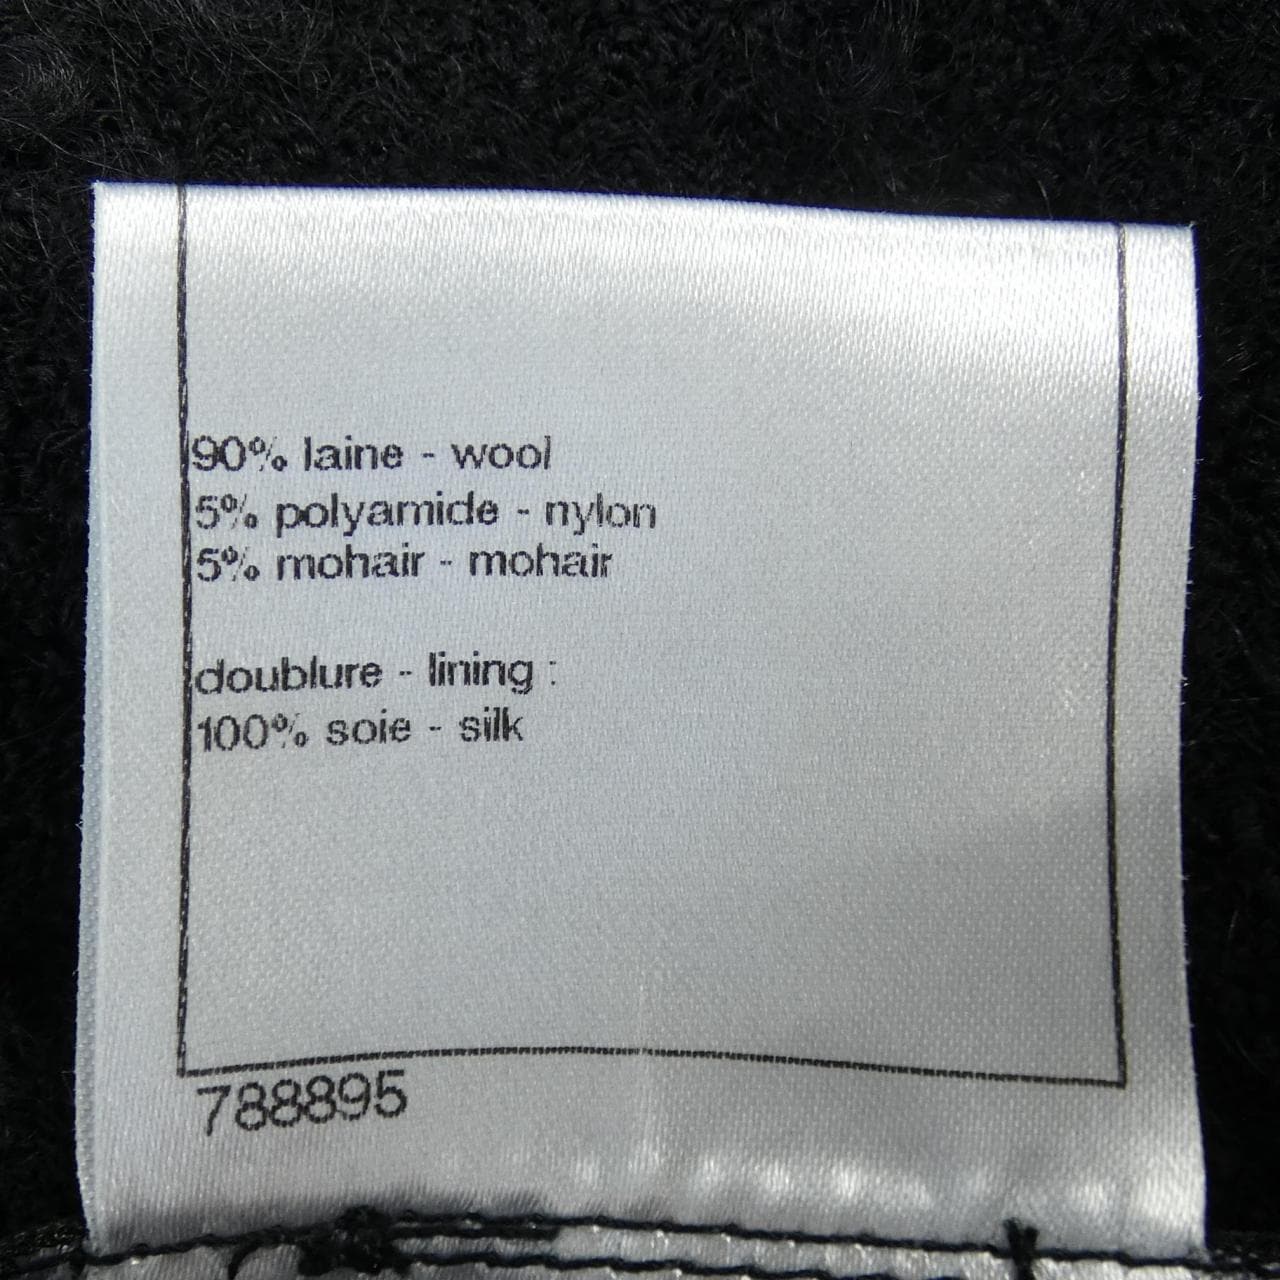 90% laine - wool
5% polyamide - nylon
5% mohair - mohair
doublure - lining :
100% soie - silk
788895